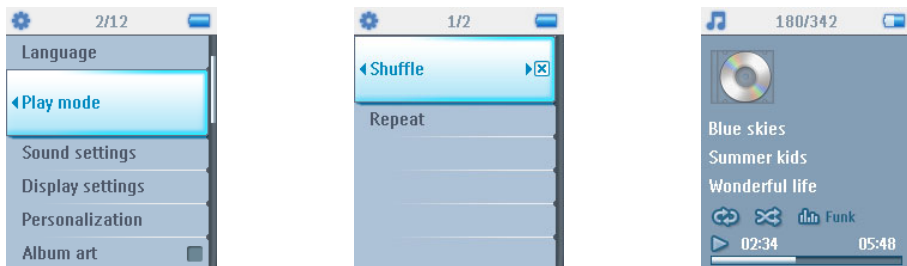 2/12
Language
Play mode
Sound settings
Display settings
Personalization
Album art
1/2
Shuffle
Repeat
180/342
Blue skies
Summer kids
Wonderful life
Funk
02:34 05:48